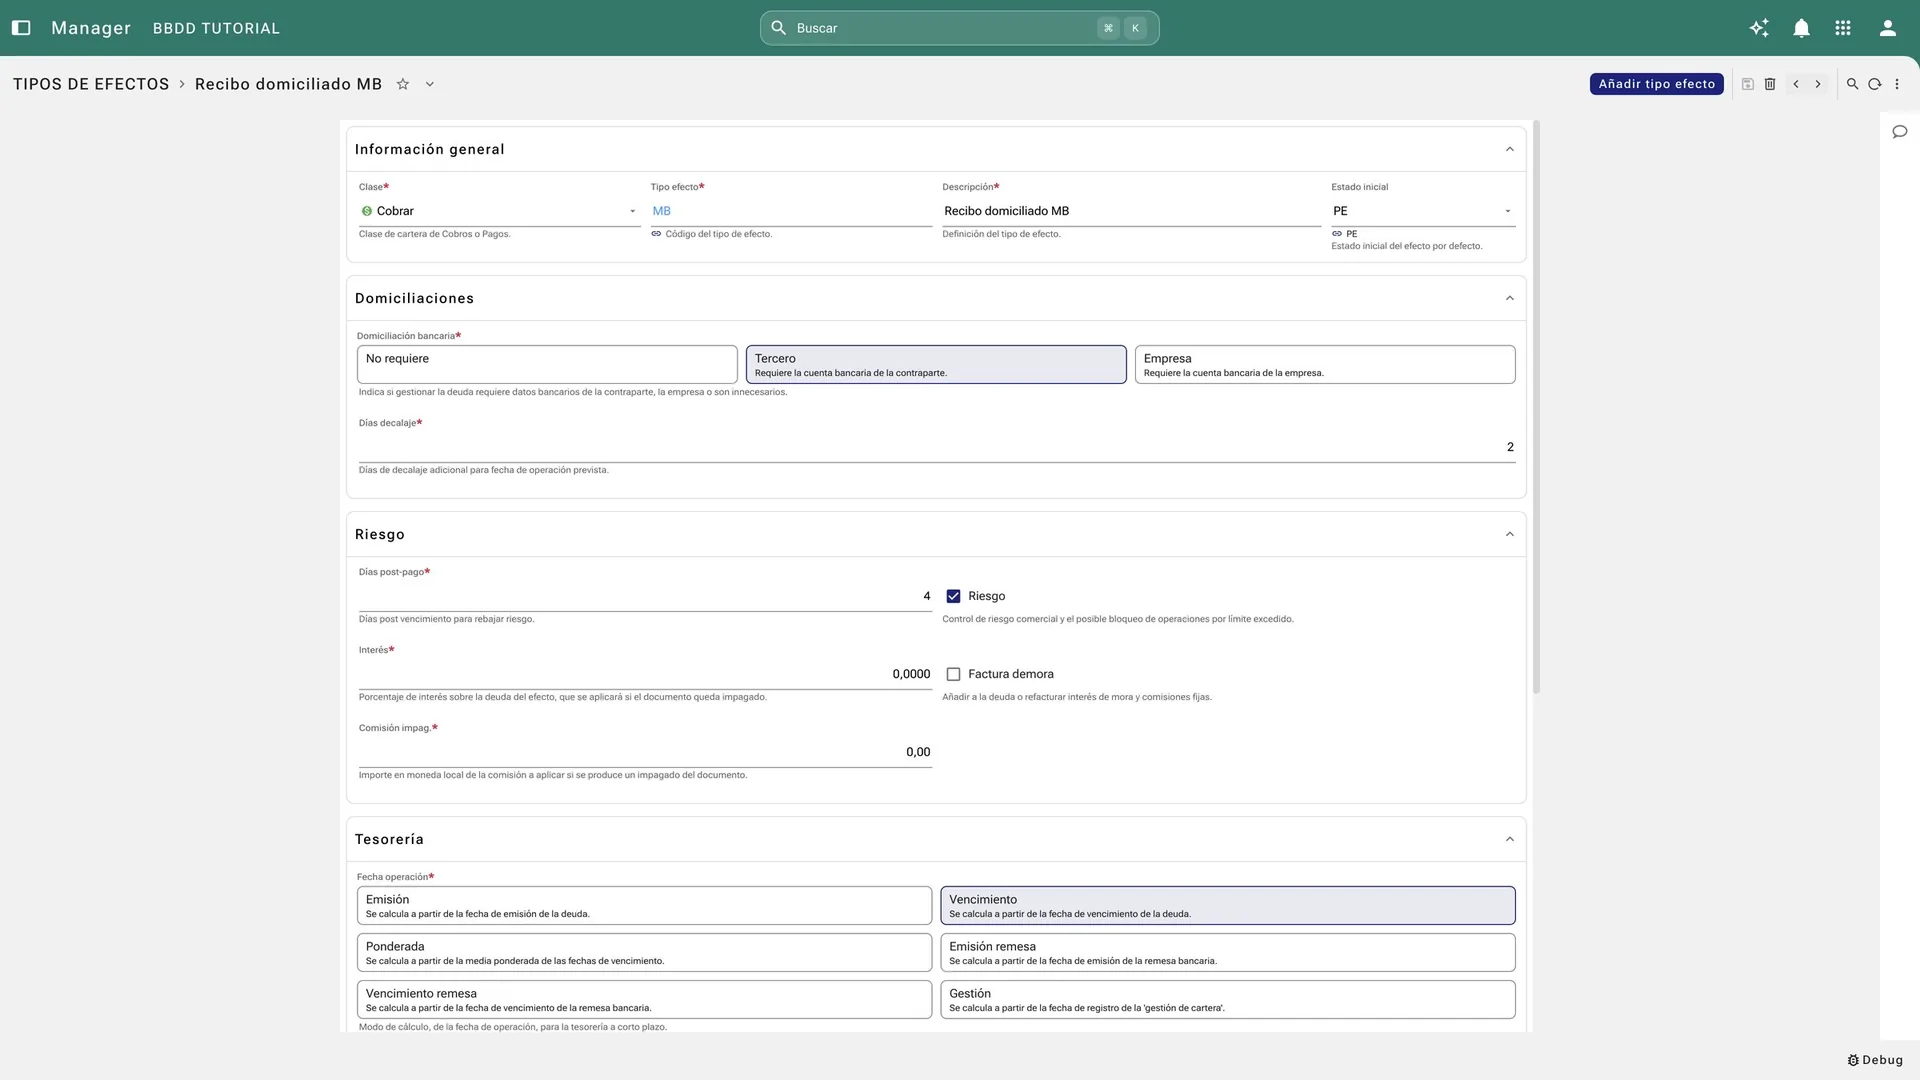 Manager BBDD TUTORIAL Buscar ⌘ K
TIPOS DE EFECTOS > Recibo domiciliado MB
Añadir tipo efecto
Información general
Clase* Tipo efecto* Descripción* Estado inicial
Cobrar MB Recibo domiciliado MB PE
Clase de cartera de Cobros o Pagos. Código del tipo de efecto. Definición del tipo de efecto. PE
Estado inicial del efecto por defecto.
Domiciliaciones
Domiciliación bancaria*
No requiere Tercero Empresa
Requiere la cuenta bancaria de la contraparte. Requiere la cuenta bancaria de la empresa.
Indica si gestionar la deuda requiere datos bancarios de la contraparte, la empresa o son innecesarios.
Días decalaje*
2
Días de decalaje adicional para fecha de operación prevista.
Riesgo
Días post-pago*
4 Riesgo
Días post vencimiento para rebajar riesgo. Control de riesgo comercial y el posible bloqueo de operaciones por límite excedido.
Interés*
0,0000 Factura demora
Porcentaje de interés sobre la deuda del efecto, que se aplicará si el documento queda impagado. Añadir a la deuda o refacturar interés de mora y comisiones fijas.
Comisión impag.*
0,00
Importe en moneda local de la comisión a aplicar si se produce un impagado del documento.
Tesorería
Fecha operación*
Emisión Vencimiento
Se calcula a partir de la fecha de emisión de la deuda. Se calcula a partir de la fecha de vencimiento de la deuda.
Ponderada Emisión remesa
Se calcula a partir de la media ponderada de las fechas de vencimiento. Se calcula a partir de la fecha de emisión de la remesa bancaria.
Vencimiento remesa Gestión
Se calcula a partir de la fecha de vencimiento de la remesa bancaria. Se calcula a partir de la fecha de registro de la 'gestión de cartera'.
Modo de cálculo, de la fecha de operación, para la tesorería a corto plazo.
Debug